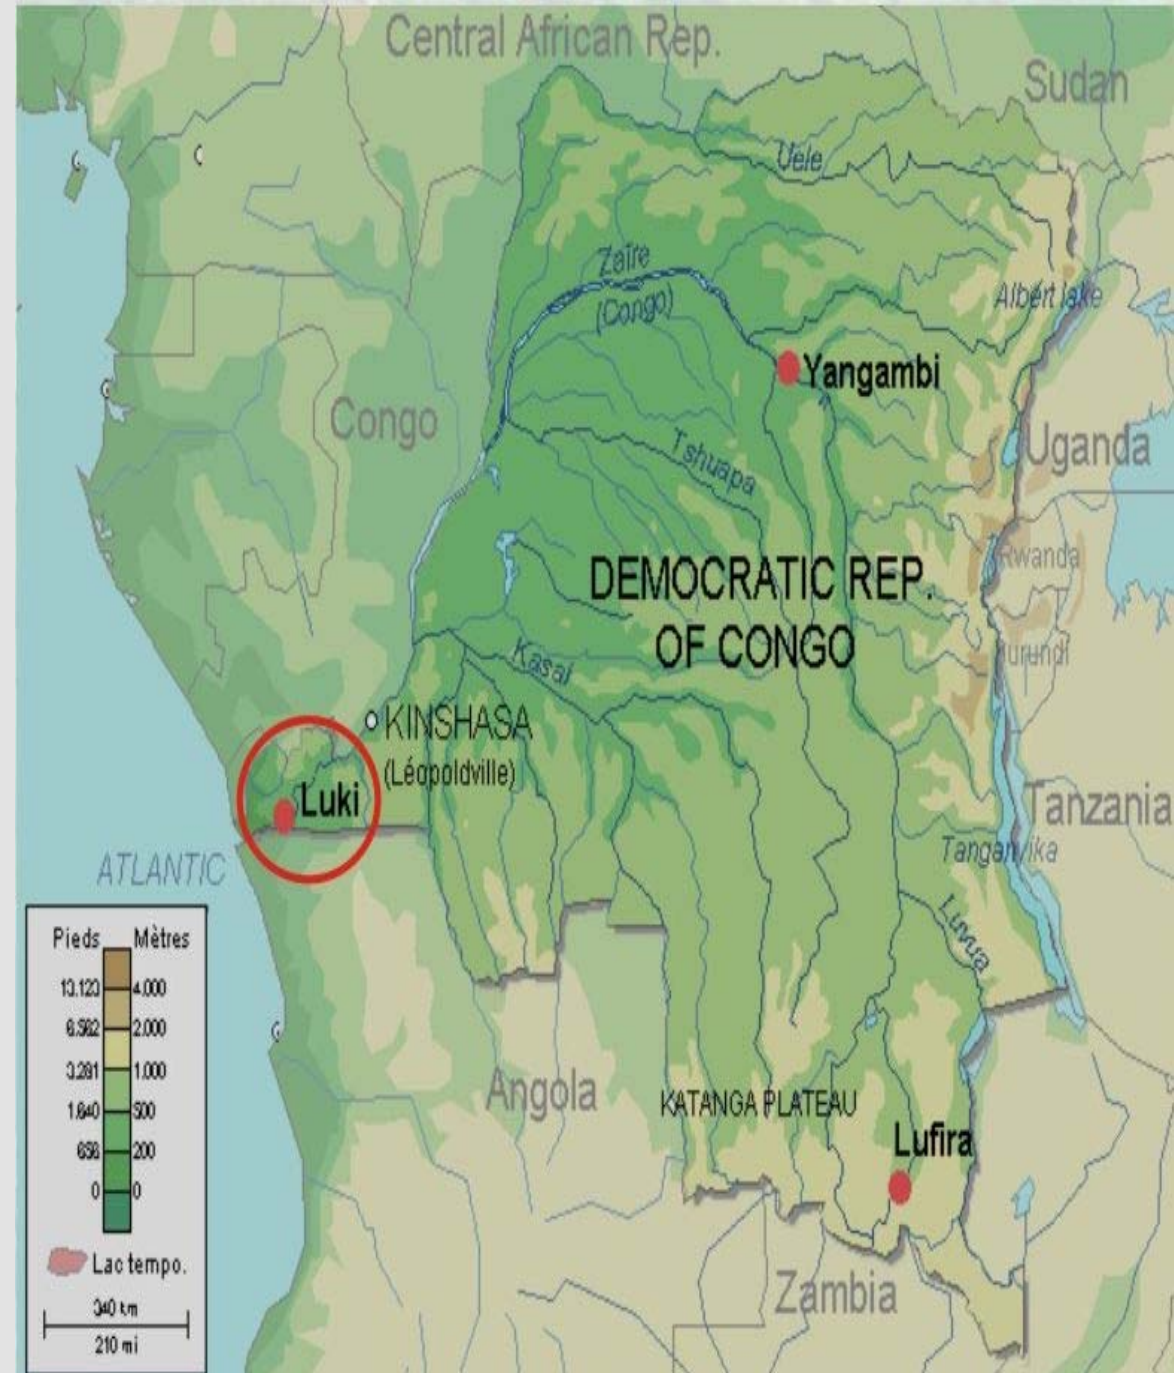 Central African Rep.
Sudan
Uele
Zaïre
(Congo)
Albert lake
Yangambi
Congo
Tshuapa
Uganda
DEMOCRATIC REP.
OF CONGO
Rwanda
Kasai
KINSHASA
(Léopoldville)
Luki
Tanzania
Tanganyika
ATLANTIC
Luvua
Pieds Mètres
13.123 4.000
6.562 2.000
3.281 1.000
1.640 500
656 200
0 0
Lac tempo.
340 km
210 mi
Angola
KATANGA PLATEAU
Lufira
Zambia